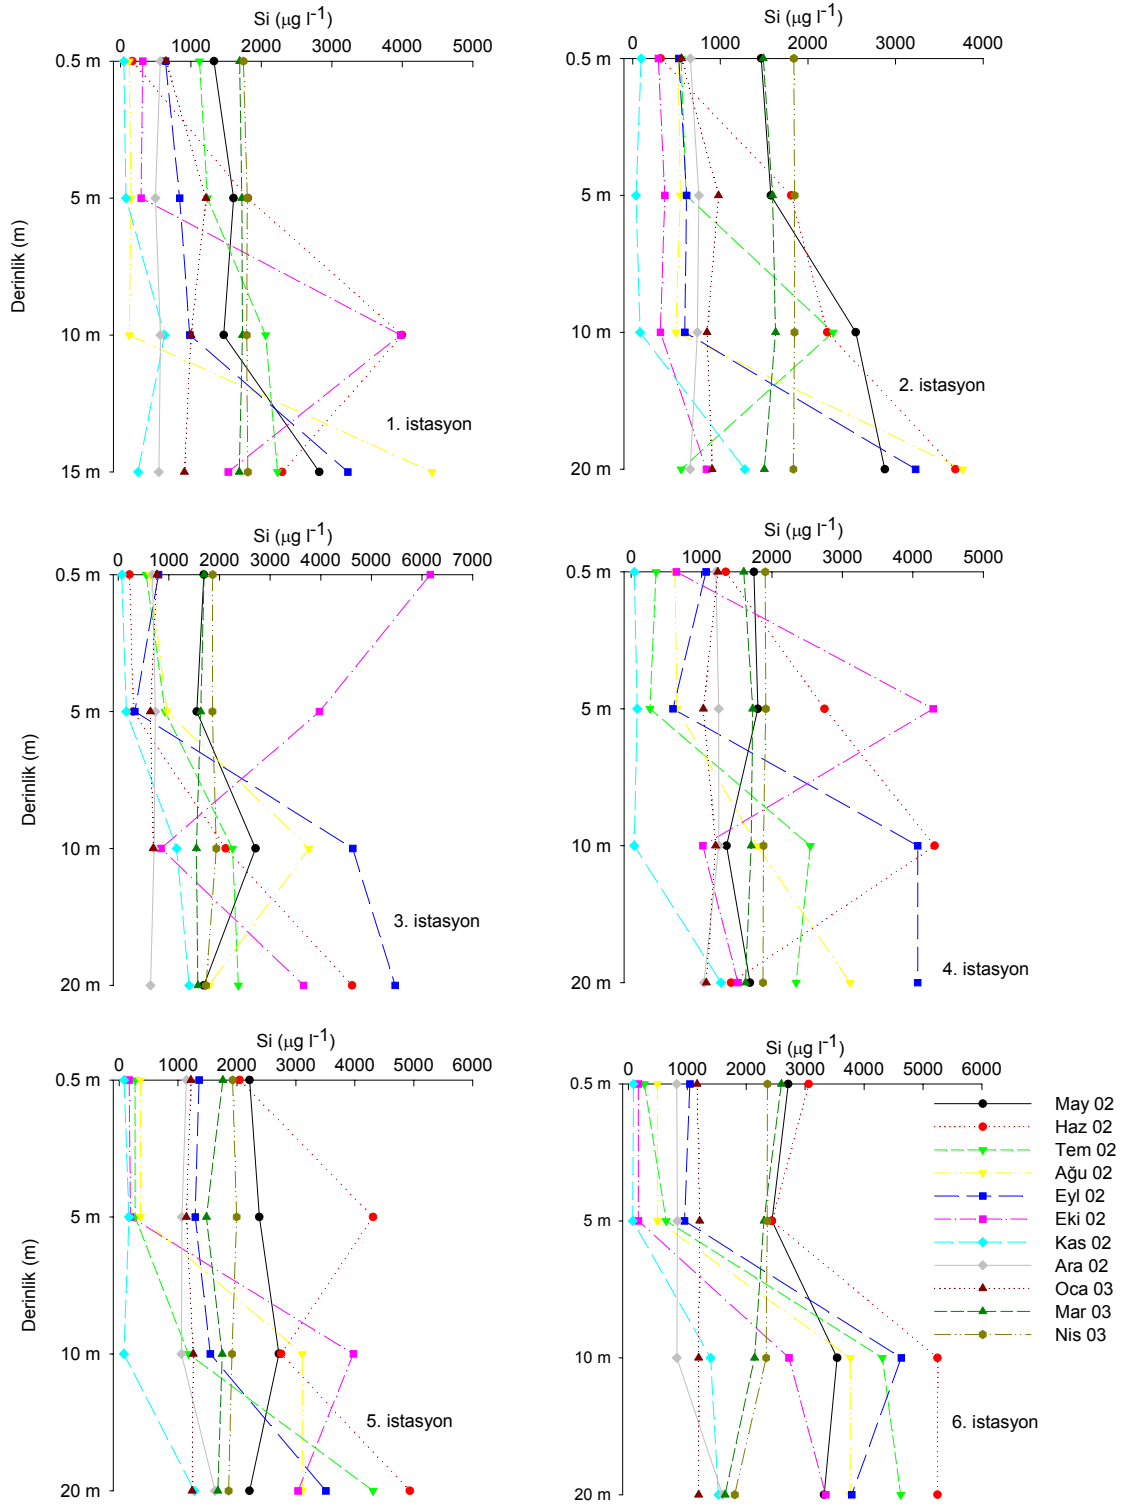 Si (µg l⁻¹)
0 1000 2000 3000 4000 5000
0.5 m
5 m
10 m
15 m
Derinlik (m)
1. istasyon
Si (µg l⁻¹)
0 1000 2000 3000 4000
0.5 m
5 m
10 m
20 m
2. istasyon
Si (µg l⁻¹)
0 1000 2000 3000 4000 5000 6000 7000
0.5 m
5 m
10 m
20 m
Derinlik (m)
3. istasyon
Si (µg l⁻¹)
0 1000 2000 3000 4000 5000
0.5 m
5 m
10 m
20 m
4. istasyon
Si (µg l⁻¹)
0 1000 2000 3000 4000 5000 6000
0.5 m
5 m
10 m
20 m
Derinlik (m)
5. istasyon
Si (µg l⁻¹)
0 1000 2000 3000 4000 5000 6000
0.5 m
5 m
10 m
20 m
6. istasyon
May 02
Haz 02
Tem 02
Ağu 02
Eyl 02
Eki 02
Kas 02
Ara 02
Oca 03
Mar 03
Nis 03